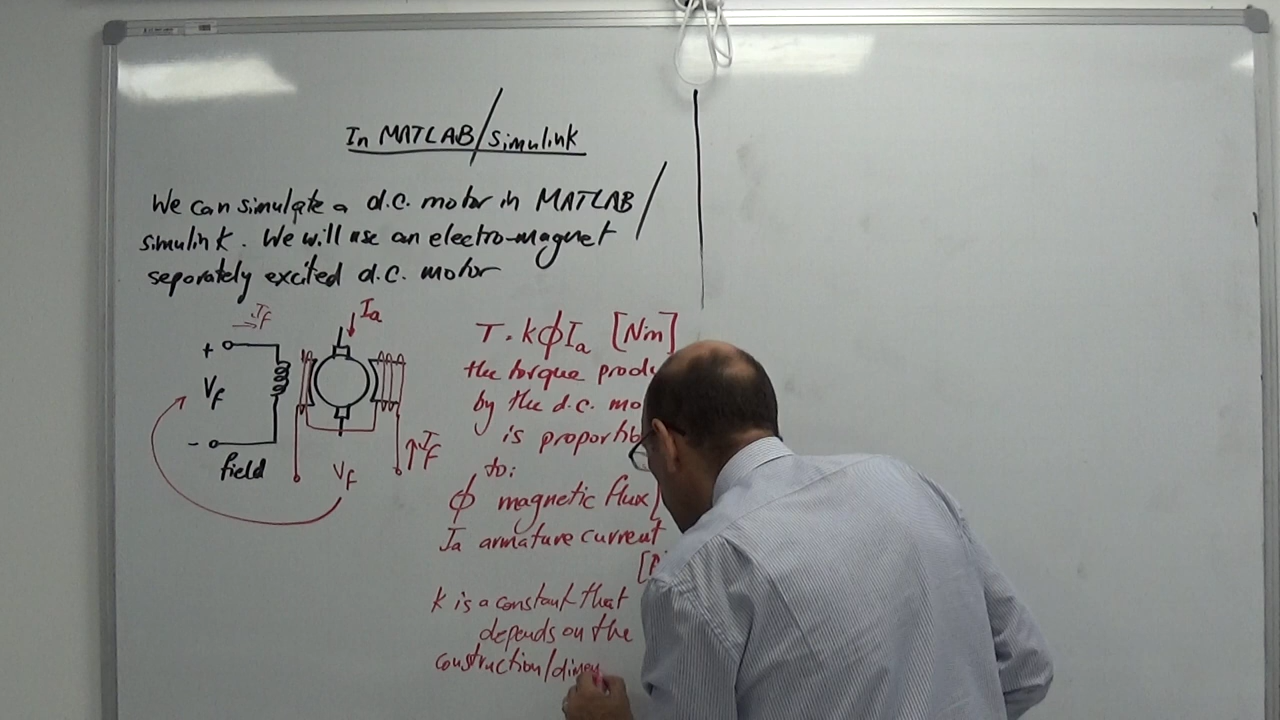 In MATLAB/Simulink
We can simulate a d.c. motor in MATLAB/
simulink. We will use an electro-magnet
separately excited d.c. motor
If
Ia
+
Vf
-
field
Vf
If
T = kϕIa [Nm]
the torque produ
by the d.c. mo
is proportio
to:
ϕ magnetic flux [
Ia armature current
[A
k is a constant that
depends on the
construction/dimen